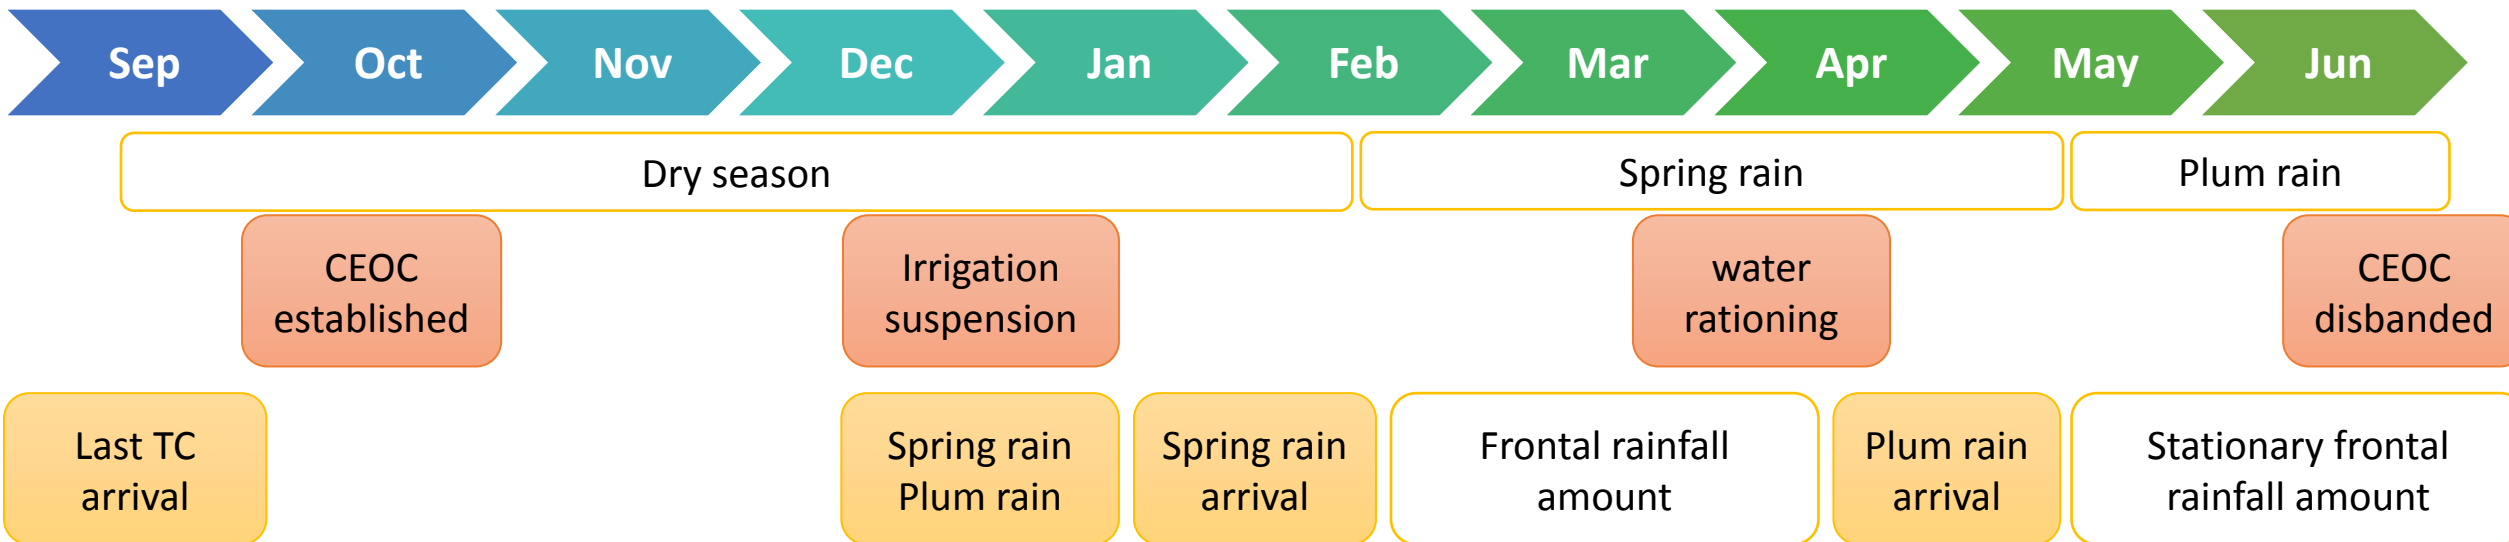 Sep
Oct
Nov
Dec
Jan
Feb
Mar
Apr
May
Jun
Dry season
Spring rain
Plum rain
CEOC
established
Irrigation
suspension
water
rationing
CEOC
disbanded
Last TC
arrival
Spring rain
Plum rain
Spring rain
arrival
Frontal rainfall
amount
Plum rain
arrival
Stationary frontal
rainfall amount